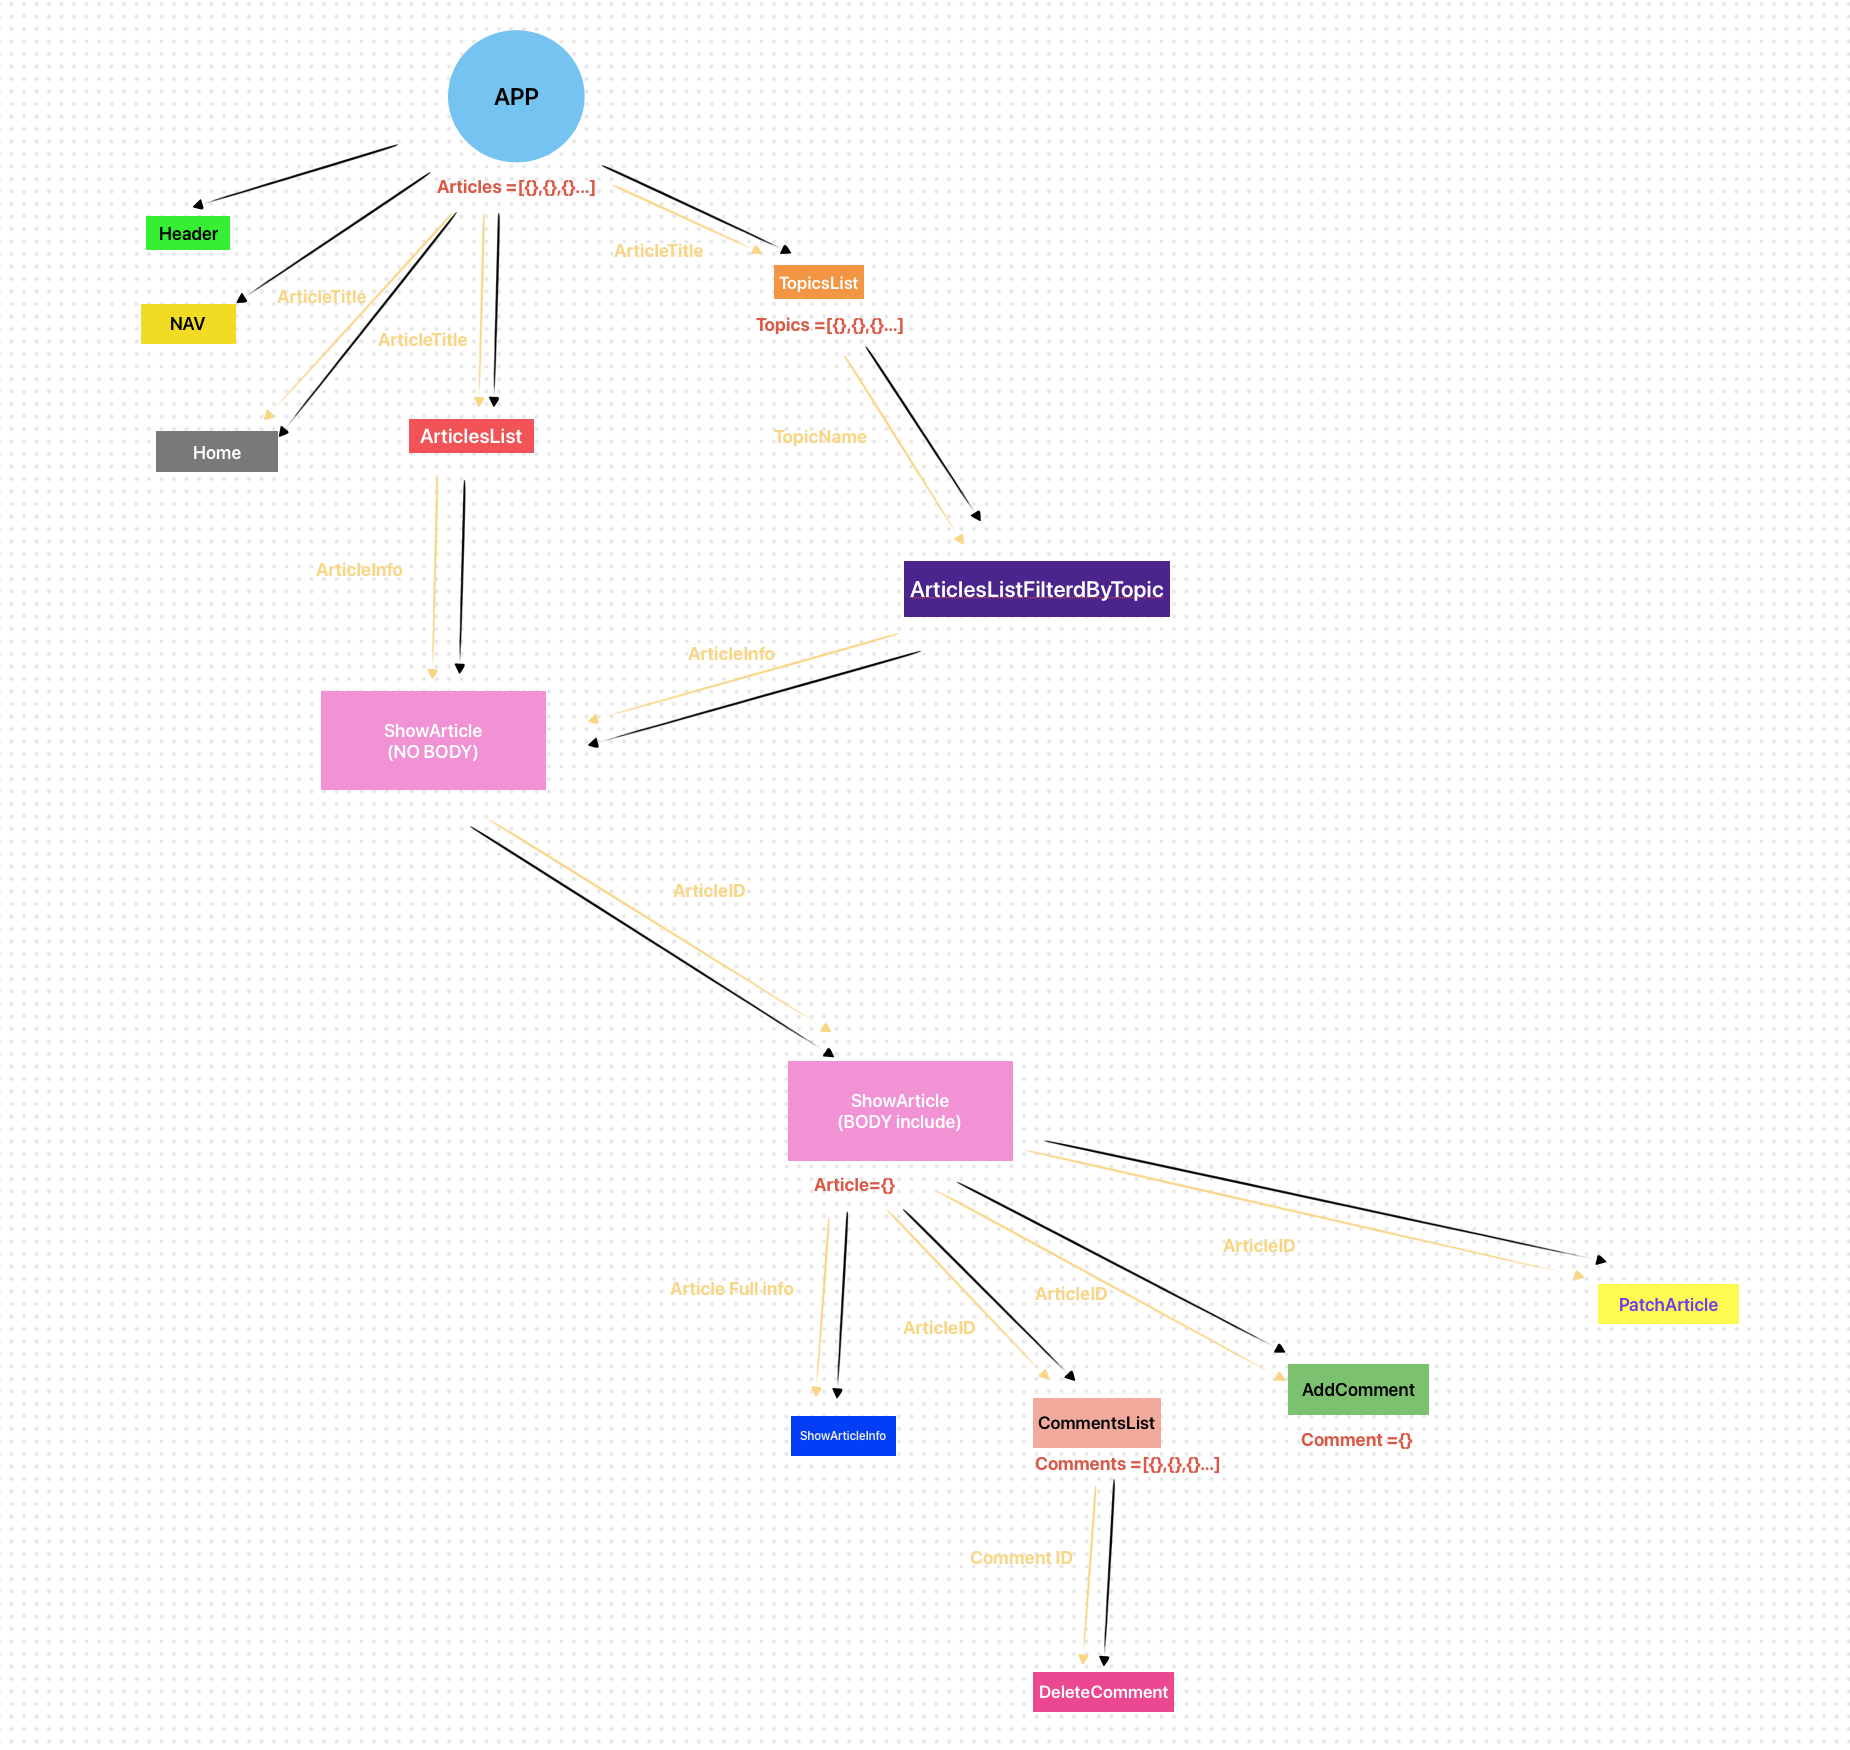 APP
Articles =[{},{},{}...]
Header
ArticleTitle
TopicsList
ArticleTitle
NAV
Topics =[{},{},{}...]
ArticleTitle
ArticlesList
TopicName
Home
ArticleInfo
ArticlesListFilterdByTopic
ArticleInfo
ShowArticle
(NO BODY)
ArticleID
ShowArticle
(BODY include)
Article={}
ArticleID
Article Full info
ArticleID
PatchArticle
ArticleID
AddComment
CommentsList
ShowArticleInfo
Comment ={}
Comments =[{},{},{}...]
Comment ID
DeleteComment